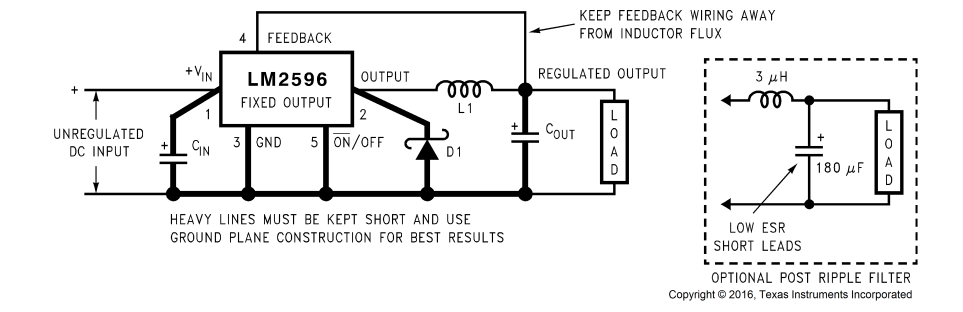 KEEP FEEDBACK WIRING AWAY
FROM INDUCTOR FLUX
4 FEEDBACK
+VIN
LM2596
FIXED OUTPUT
OUTPUT
REGULATED OUTPUT
+
1
2
L1
UNREGULATED
DC INPUT
+
CIN
3 GND
5 ON/OFF
D1
+
COUT
LOAD
HEAVY LINES MUST BE KEPT SHORT AND USE
GROUND PLANE CONSTRUCTION FOR BEST RESULTS
3 μH
+
180 μF
LOAD
LOW ESR
SHORT LEADS
OPTIONAL POST RIPPLE FILTER
Copyright © 2016, Texas Instruments Incorporated